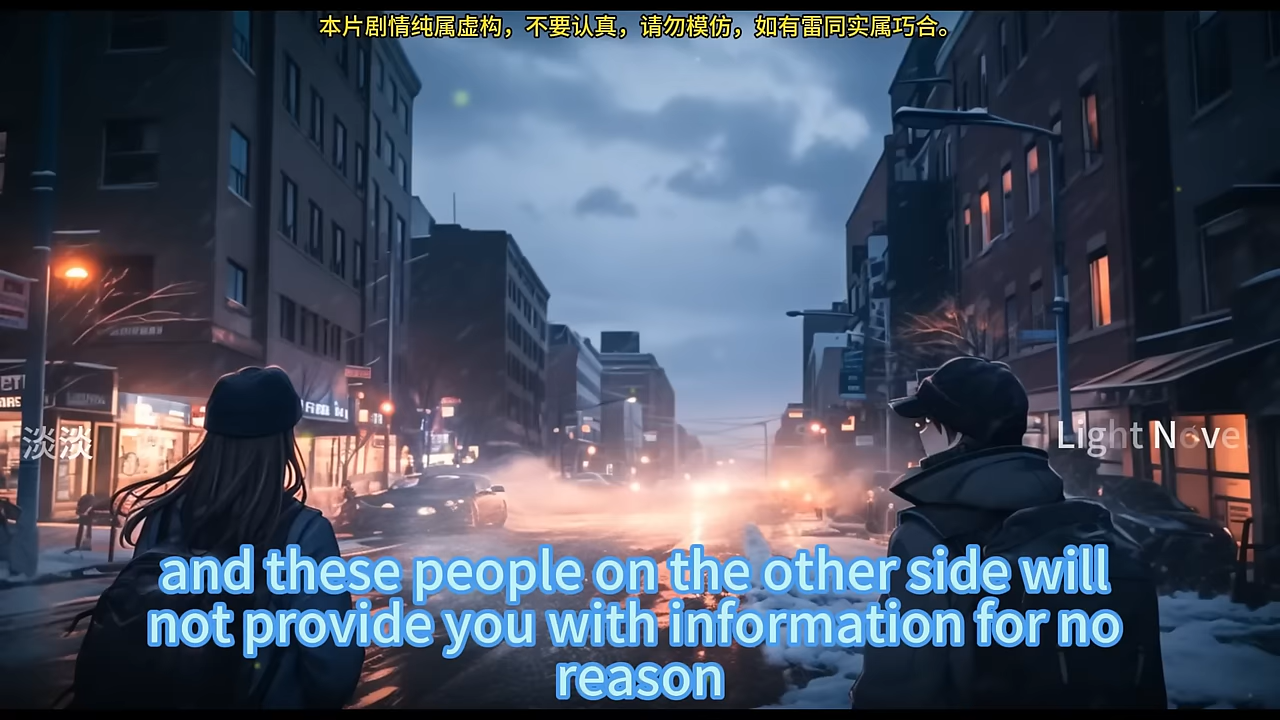 本片剧情纯属虚构，不要认真，请勿模仿，如有雷同实属巧合。
淡淡
Light Nove
and these people on the other side will
not provide you with information for no
reason